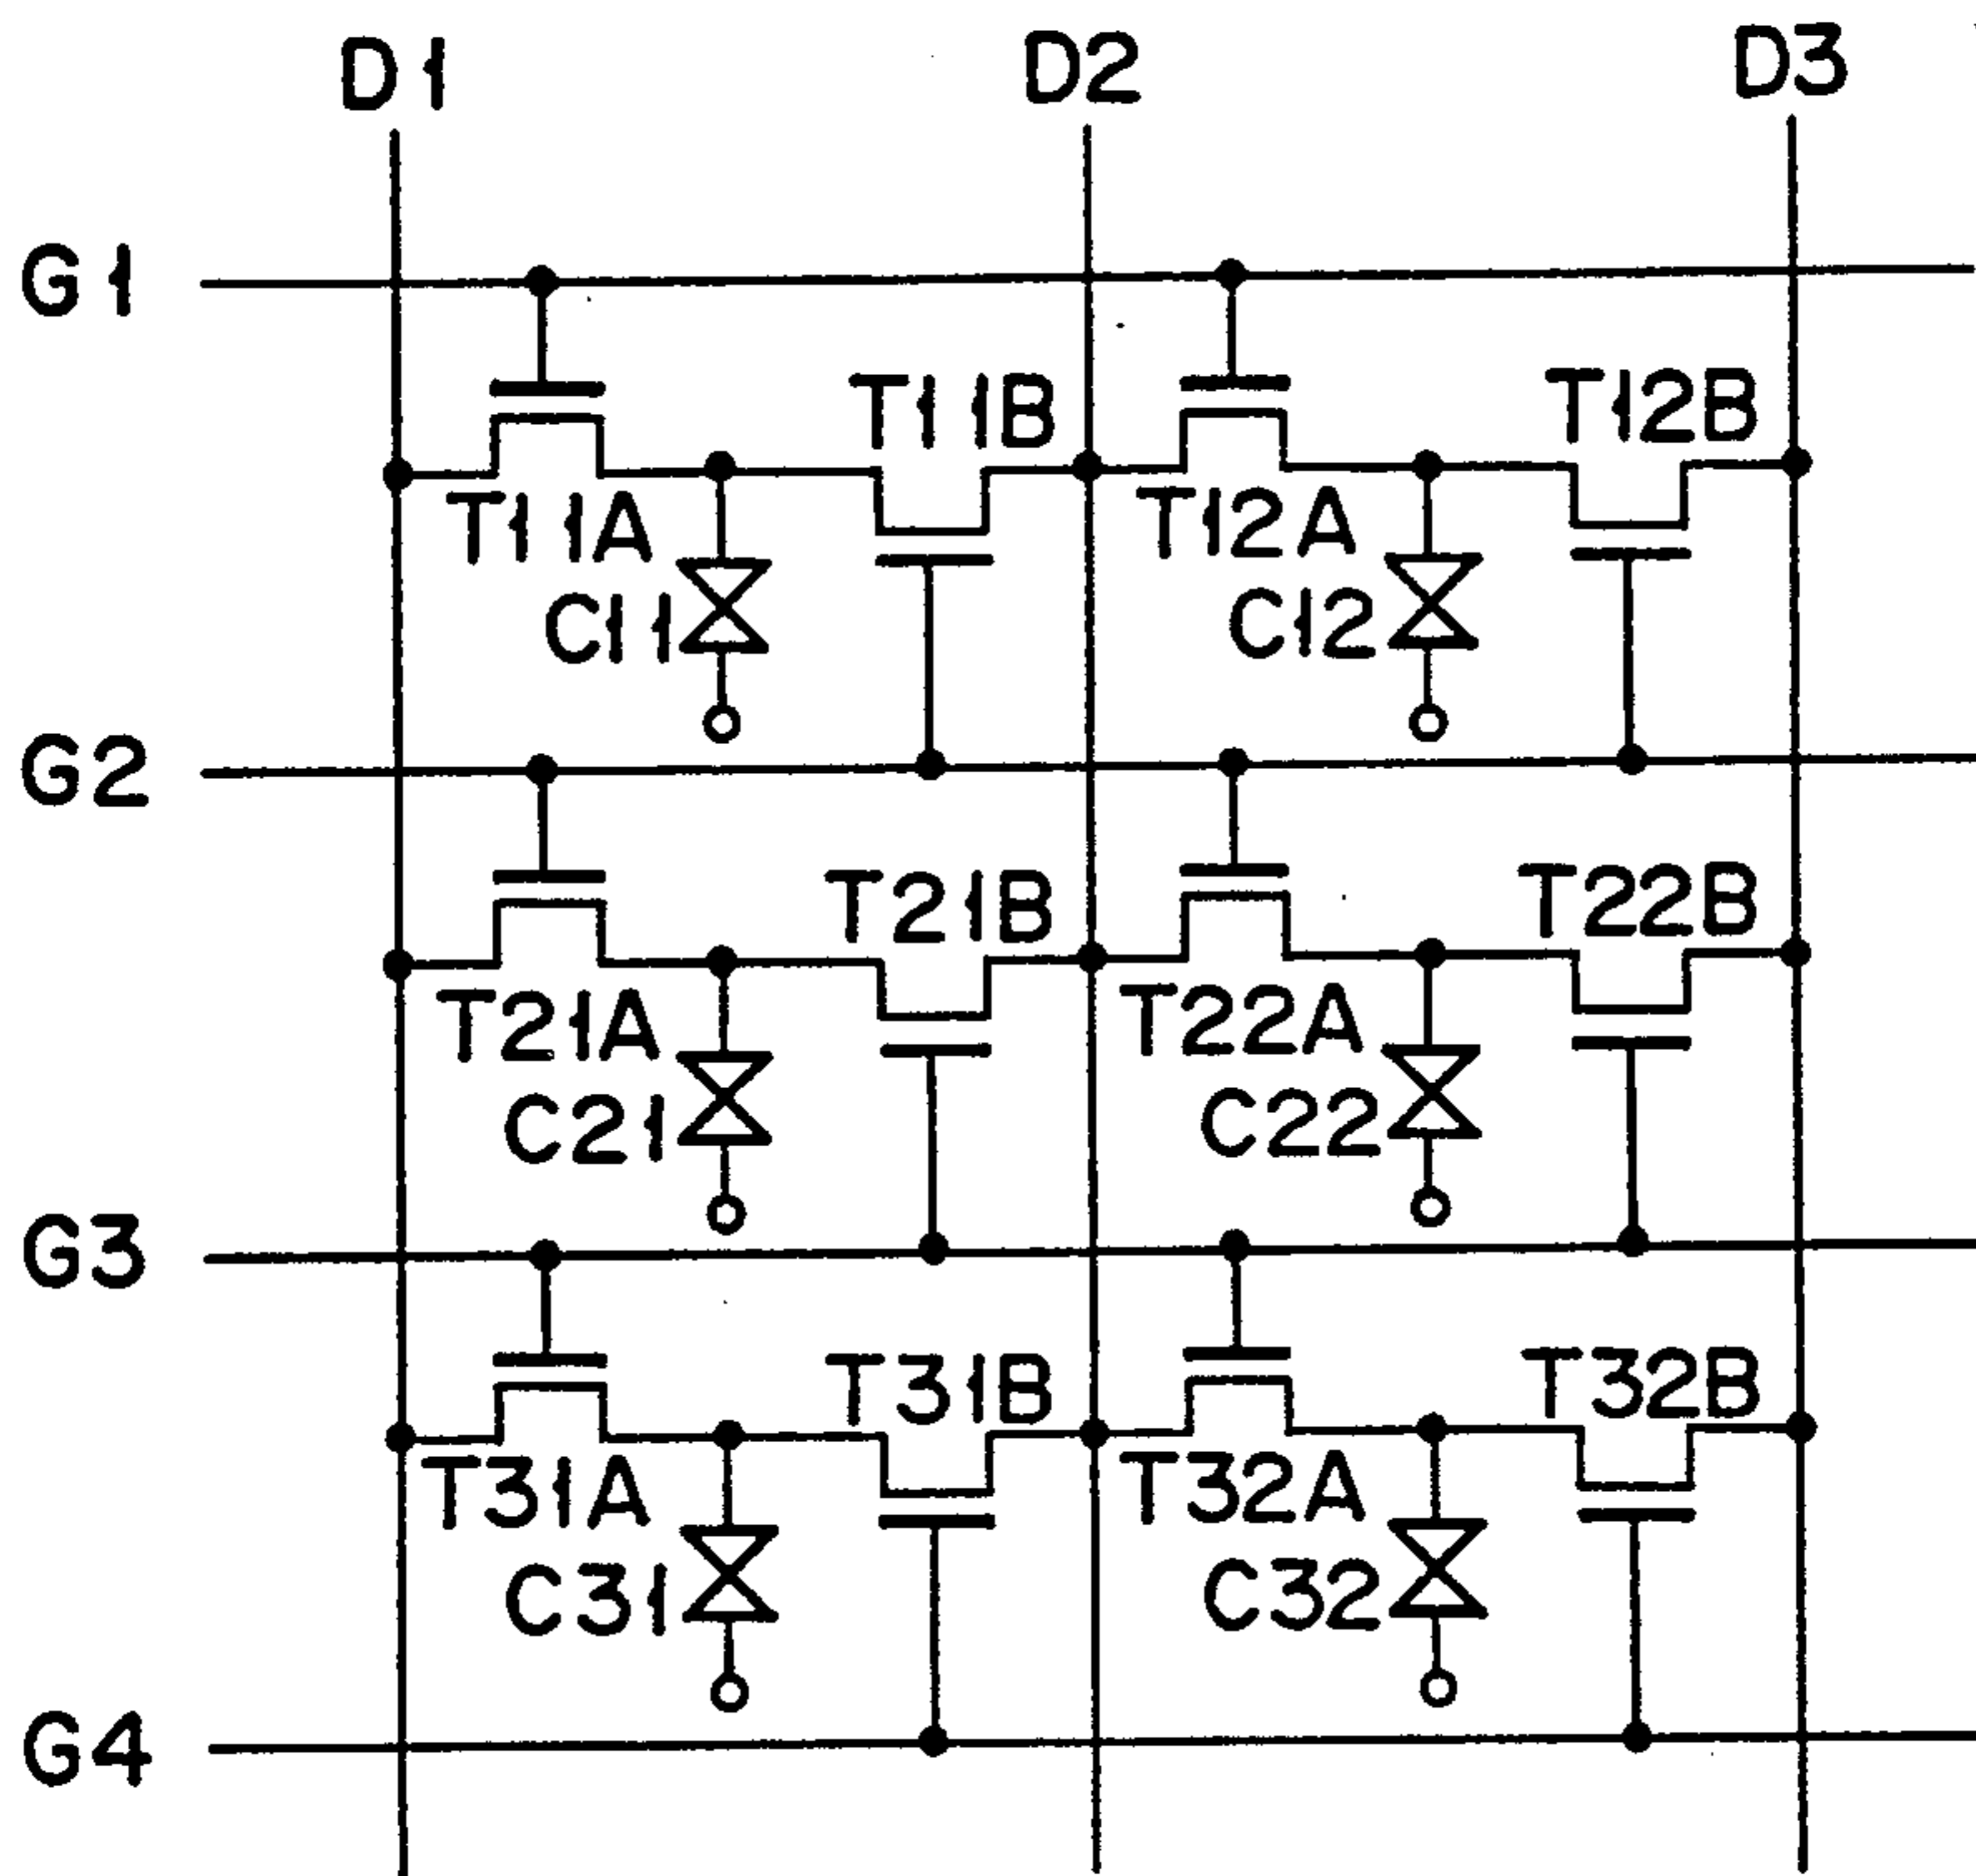 D1 D2 D3
G1
T11B T12B
T11A T12A
C11 C12
G2
T21B T22B
T21A T22A
C21 C22
G3
T31B T32B
T31A T32A
C31 C32
G4